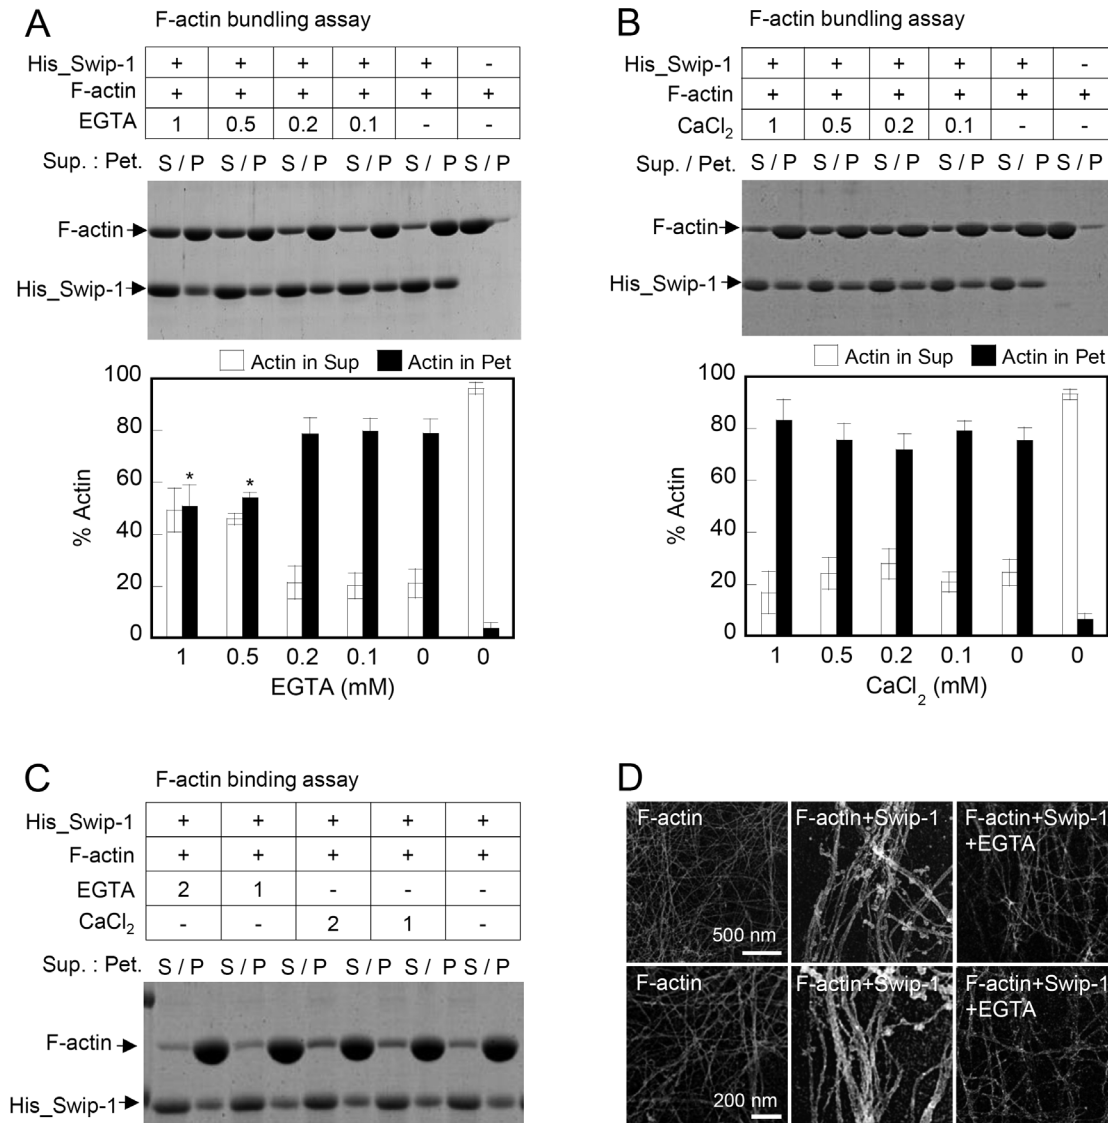 A
F-actin bundling assay
His_Swip-1 + + + + + -
F-actin + + + + + +
EGTA 1 0.5 0.2 0.1 - -
Sup. : Pet. S / P S / P S / P S / P S / P S / P
F-actin
His_Swip-1
Actin in Sup Actin in Pet
100
80
60
40
20
0
% Actin
* *
1 0.5 0.2 0.1 0 0
EGTA (mM)
B
F-actin bundling assay
His_Swip-1 + + + + + -
F-actin + + + + + +
CaCl2 1 0.5 0.2 0.1 - -
Sup. / Pet. S / P S / P S / P S / P S / P S / P
F-actin
His_Swip-1
Actin in Sup Actin in Pet
100
80
60
40
20
0
% Actin
1 0.5 0.2 0.1 0 0
CaCl2 (mM)
C
F-actin binding assay
His_Swip-1 + + + + +
F-actin + + + + +
EGTA 2 1 - - -
CaCl2 - - 2 1 -
Sup. : Pet. S / P S / P S / P S / P S / P
F-actin
His_Swip-1
D
F-actin
500 nm
F-actin+Swip-1
F-actin+Swip-1
+EGTA
F-actin
200 nm
F-actin+Swip-1
F-actin+Swip-1
+EGTA